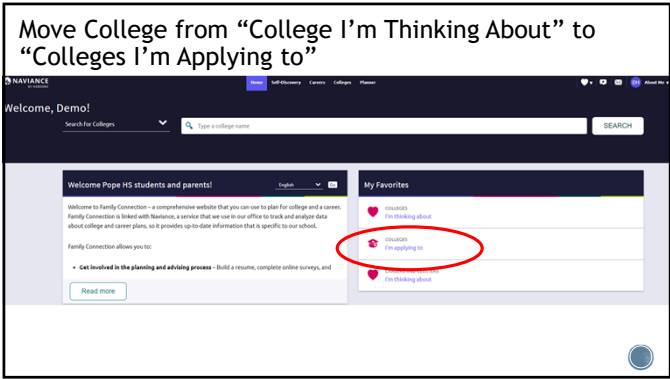 Move College from “College I’m Thinking About” to
“Colleges I’m Applying to”
NAVIANCE
BY HOBSONS
Home Self-Discovery Careers Colleges Planner
DH About Me
Welcome, Demo!
Search for Colleges
Type a college name
SEARCH
Welcome Pope HS students and parents!
English
Go
My Favorites
Welcome to Family Connection – a comprehensive website that you can use to plan for college and a career.
Family Connection is linked with Naviance, a service that we use in our office to track and analyze data
about college and career plans, so it provides up-to-date information that is specific to our school.
Family Connection allows you to:
• Get involved in the planning and advising process – Build a resume, complete online surveys, and
Read more
COLLEGES
I'm thinking about
COLLEGES
I'm applying to
I'm thinking about